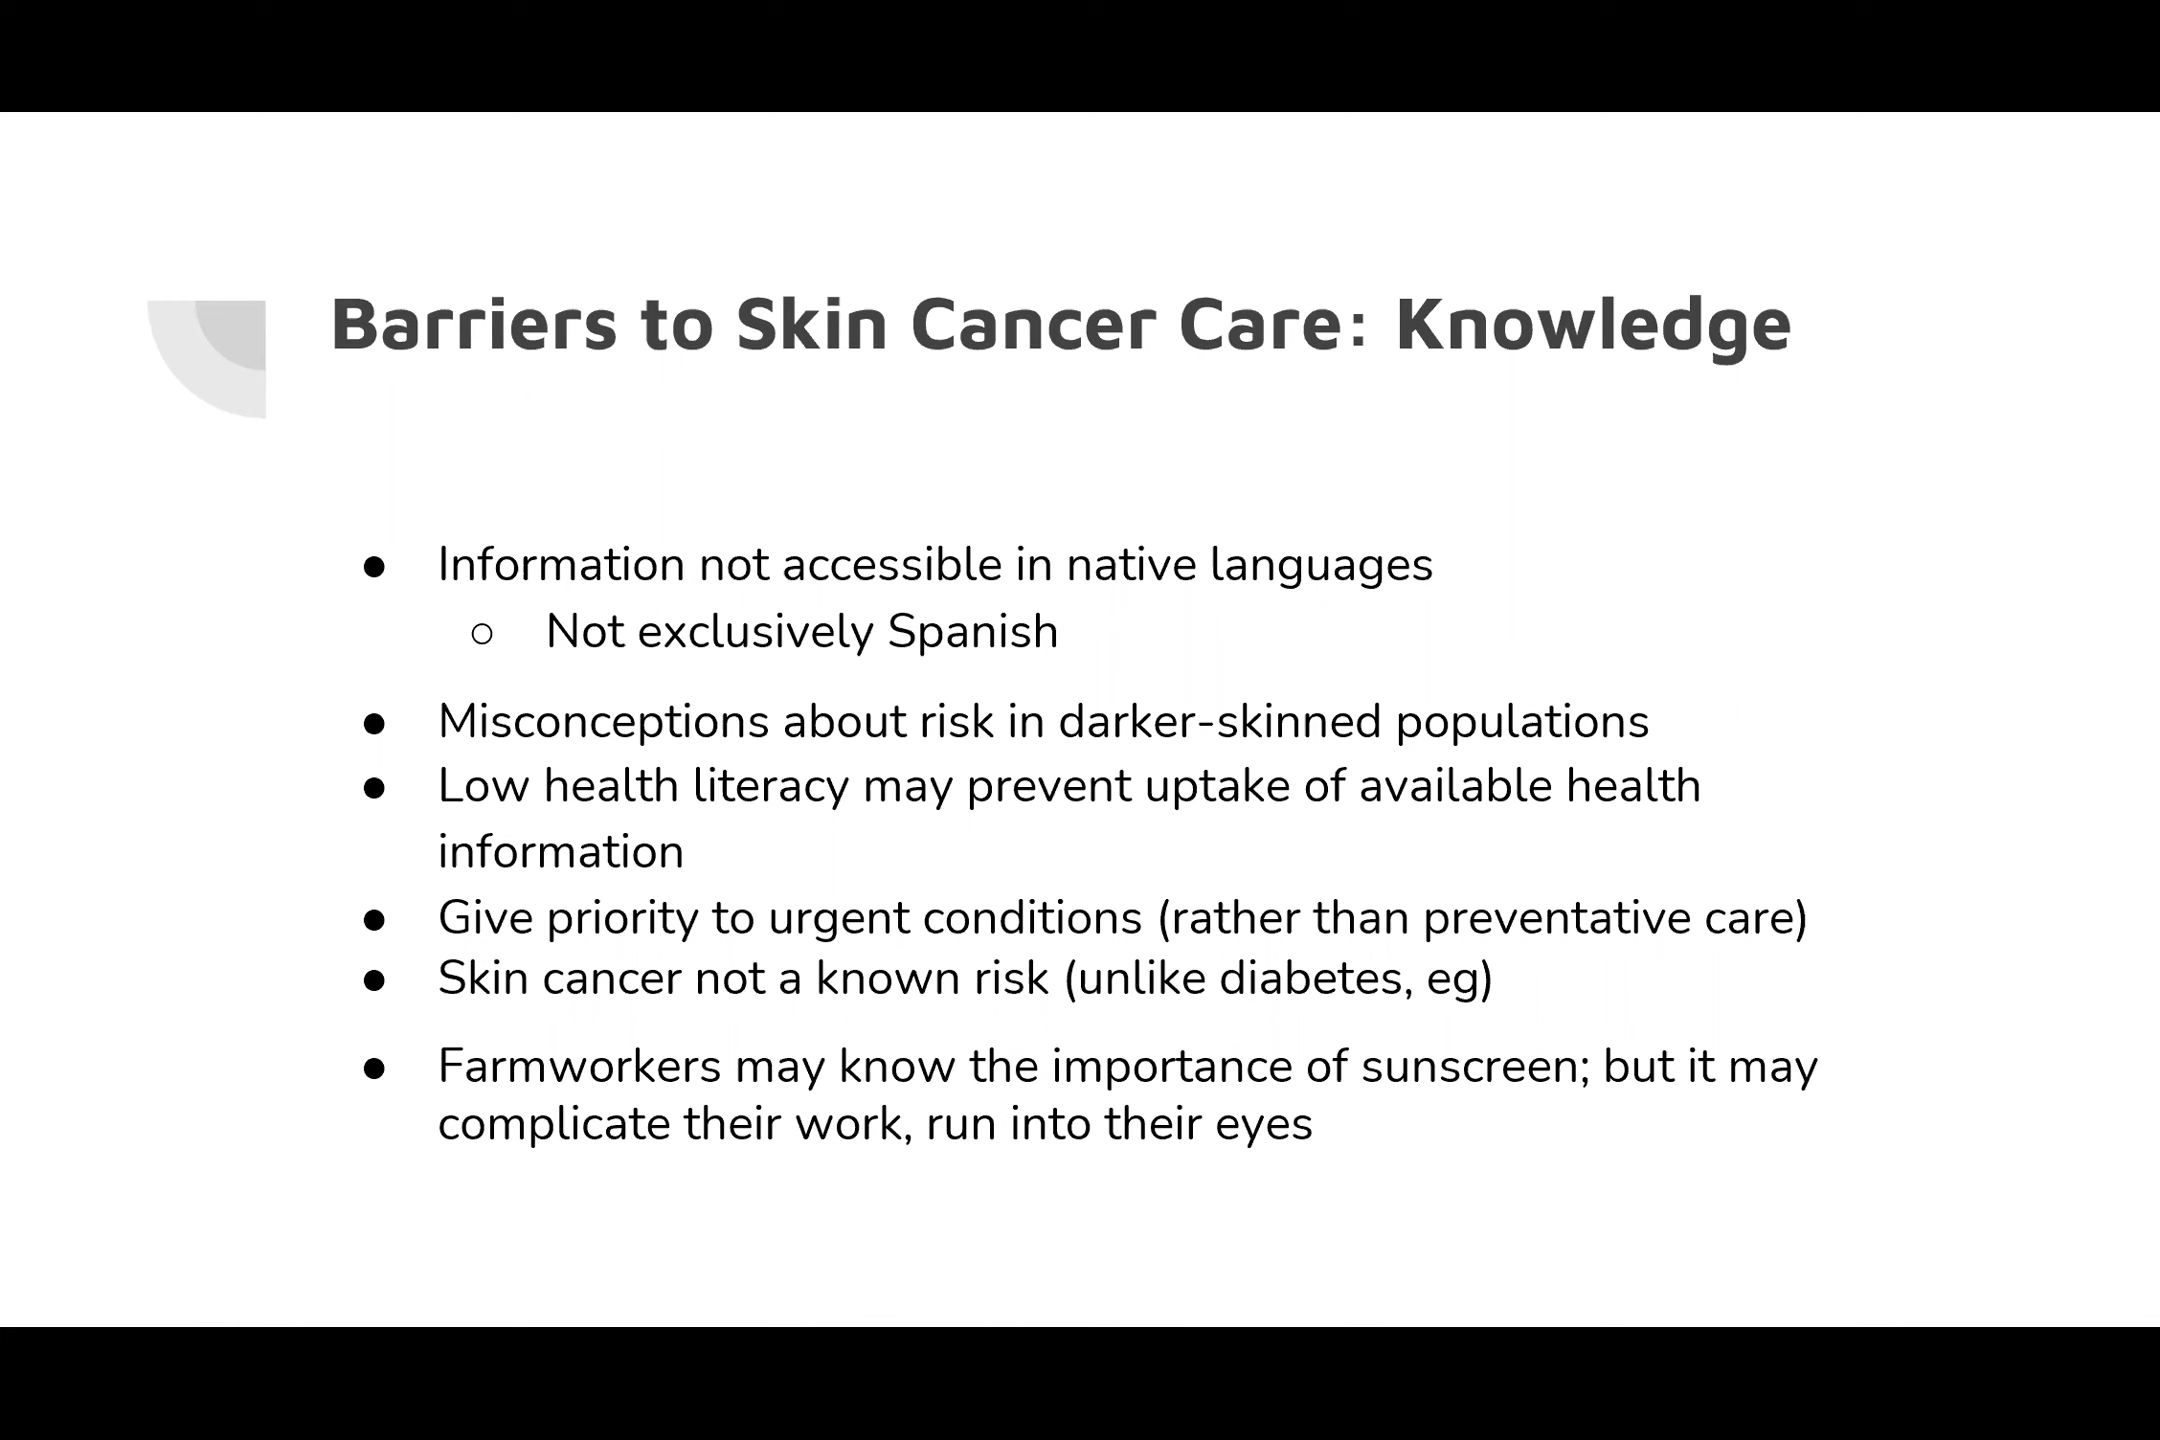 Barriers to Skin Cancer Care: Knowledge
● Information not accessible in native languages
○ Not exclusively Spanish
● Misconceptions about risk in darker-skinned populations
● Low health literacy may prevent uptake of available health
information
● Give priority to urgent conditions (rather than preventative care)
● Skin cancer not a known risk (unlike diabetes, eg)
● Farmworkers may know the importance of sunscreen; but it may
complicate their work, run into their eyes